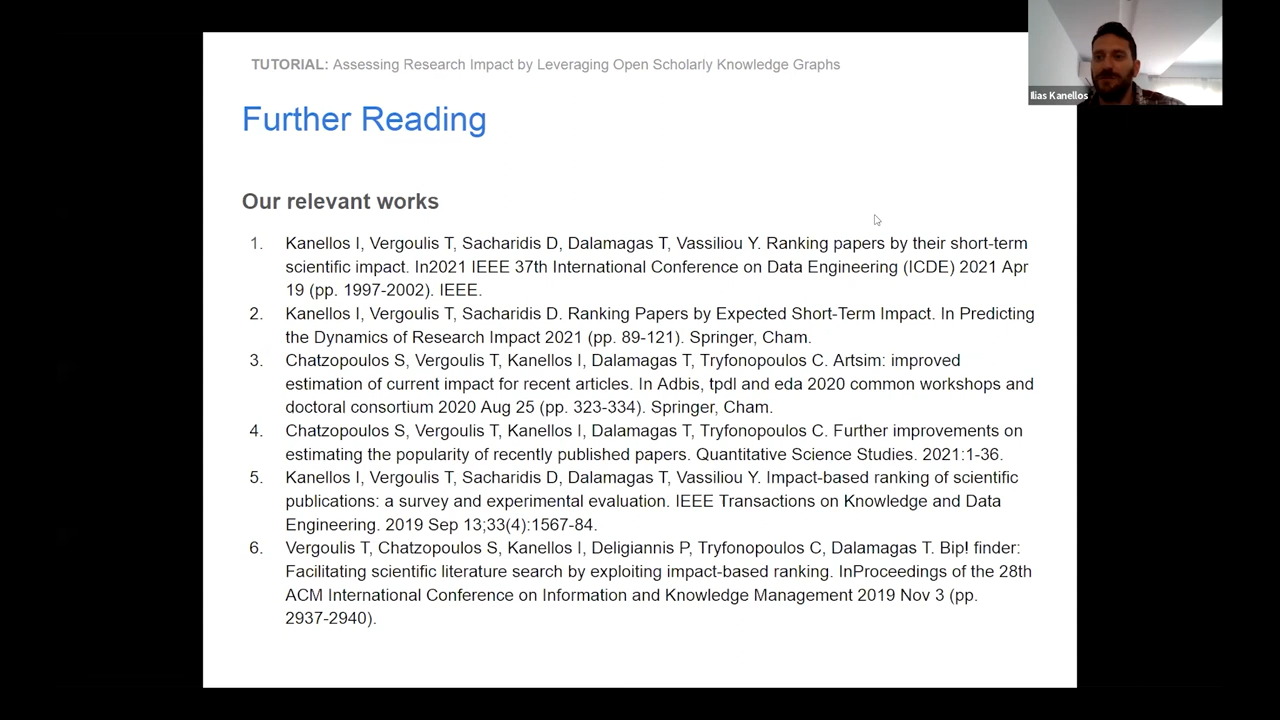 TUTORIAL: Assessing Research Impact by Leveraging Open Scholarly Knowledge Graphs
Ilias Kanellos
Further Reading
Our relevant works
1. Kanellos I, Vergoulis T, Sacharidis D, Dalamagas T, Vassiliou Y. Ranking papers by their short-term
scientific impact. In2021 IEEE 37th International Conference on Data Engineering (ICDE) 2021 Apr
19 (pp. 1997-2002). IEEE.
2. Kanellos I, Vergoulis T, Sacharidis D. Ranking Papers by Expected Short-Term Impact. In Predicting
the Dynamics of Research Impact 2021 (pp. 89-121). Springer, Cham.
3. Chatzopoulos S, Vergoulis T, Kanellos I, Dalamagas T, Tryfonopoulos C. Artsim: improved
estimation of current impact for recent articles. In Adbis, tpdl and eda 2020 common workshops and
doctoral consortium 2020 Aug 25 (pp. 323-334). Springer, Cham.
4. Chatzopoulos S, Vergoulis T, Kanellos I, Dalamagas T, Tryfonopoulos C. Further improvements on
estimating the popularity of recently published papers. Quantitative Science Studies. 2021:1-36.
5. Kanellos I, Vergoulis T, Sacharidis D, Dalamagas T, Vassiliou Y. Impact-based ranking of scientific
publications: a survey and experimental evaluation. IEEE Transactions on Knowledge and Data
Engineering. 2019 Sep 13;33(4):1567-84.
6. Vergoulis T, Chatzopoulos S, Kanellos I, Deligiannis P, Tryfonopoulos C, Dalamagas T. Bip! finder:
Facilitating scientific literature search by exploiting impact-based ranking. InProceedings of the 28th
ACM International Conference on Information and Knowledge Management 2019 Nov 3 (pp.
2937-2940).